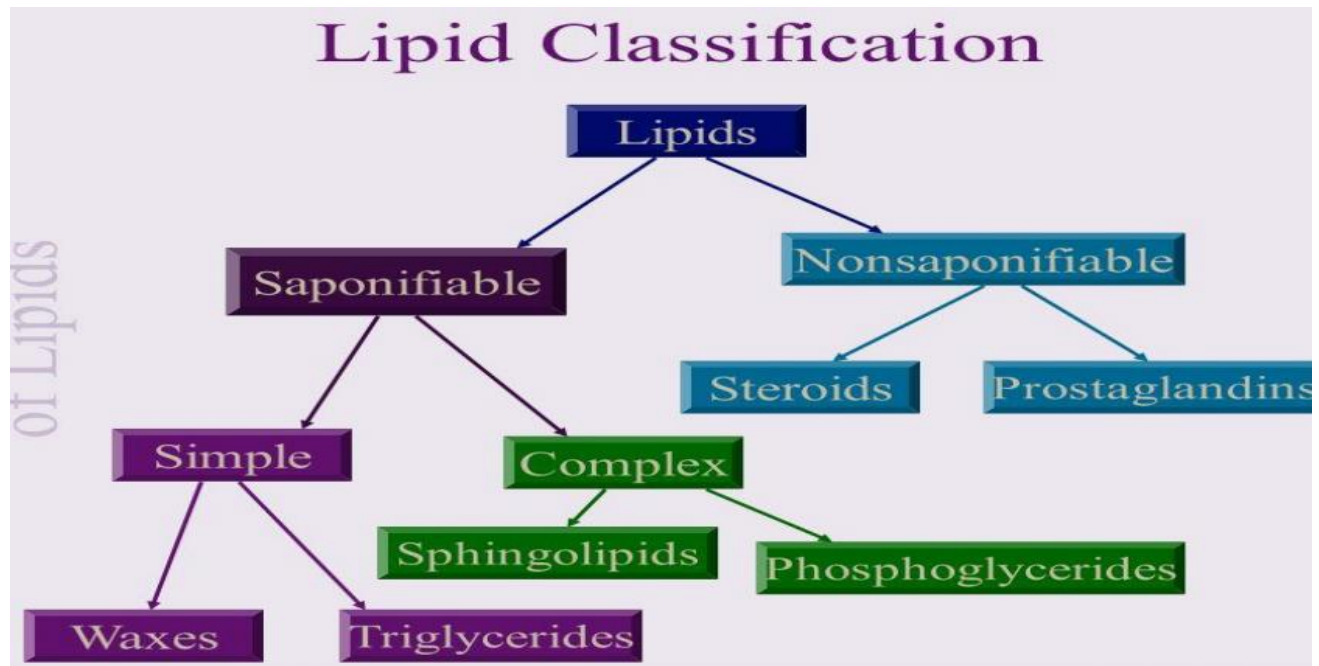 Lipid Classification
Lipids
Saponifiable
Nonsaponifiable
Steroids
Prostaglandins
of Lipids
Simple
Complex
Sphingolipids
Phosphoglycerides
Waxes
Triglycerides